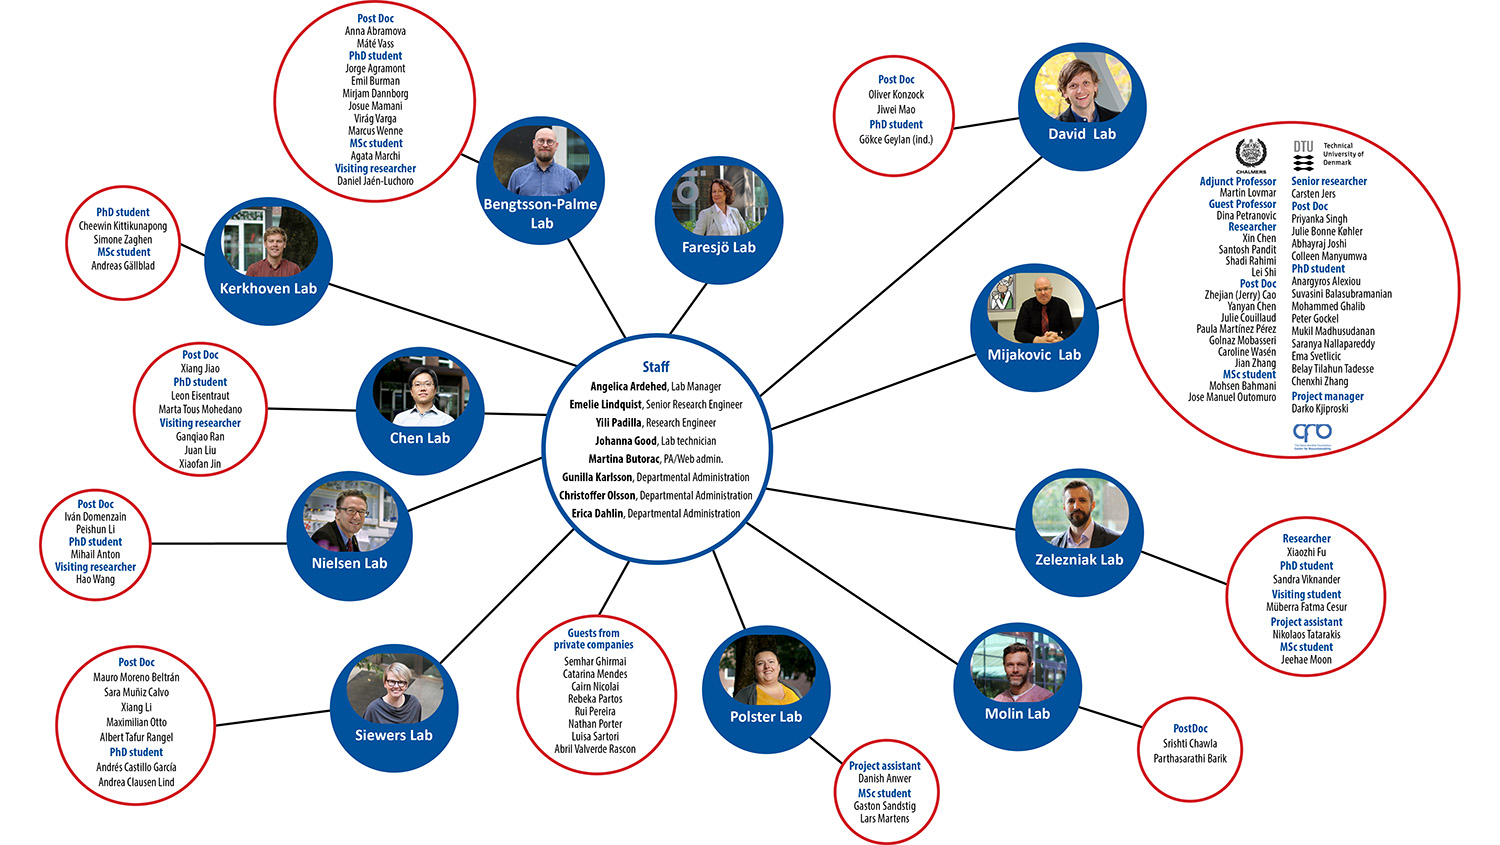 Post Doc
Anna Abramova
Máté Vass
PhD student
Jorge Agramont
Emil Burman
Mirjam Dannborg
Josue Mamani
Virág Varga
Marcus Wenne
MSc student
Agata Marchi
Visiting researcher
Daniel Jaén-Luchoro
Bengtsson-Palme
Lab
Faresjö Lab
Post Doc
Oliver Konzock
Jiwei Mao
PhD student
Gökce Geylan (ind.)
David Lab
PhD student
Cheewin Kittikunapong
Simone Zaghen
MSc student
Andreas Gällblad
Kerkhoven Lab
Mijakovic Lab
CHALMERS
Adjunct Professor
Martin Lovmar
Guest Professor
Dina Petranovic
Researcher
Xin Chen
Santosh Pandit
Shadi Rahimi
Lei Shi
Post Doc
Zhejian (Jerry) Cao
Yanyan Chen
Julie Couillaud
Paula Martínez Pérez
Golnaz Mobasseri
Caroline Wasén
Jian Zhang
MSc student
Mohsen Bahmani
Jose Manuel Outomuro
DTU
Technical
University of
Denmark
Senior researcher
Carsten Jers
Post Doc
Priyanka Singh
Julie Bonne Køhler
Abhayraj Joshi
Colleen Manyumwa
PhD student
Anargyros Alexiou
Suvasini Balasubramanian
Mohammed Ghalib
Peter Gockel
Mukil Madhusudanan
Saranya Nallapareddy
Ema Svetlicic
Belay Tilahun Tadesse
Chenxhi Zhang
Project manager
Darko Kjiproski
Post Doc
Xiang Jiao
PhD student
Leon Eisentraut
Marta Tous Mohedano
Visiting researcher
Ganqiao Ran
Juan Liu
Xiaofan Jin
Chen Lab
Staff
Angelica Ardehed, Lab Manager
Emelie Lindquist, Senior Research Engineer
Yili Padilla, Research Engineer
Johanna Good, Lab technician
Martina Butorac, PA/Web admin.
Gunilla Karlsson, Departmental Administration
Christoffer Olsson, Departmental Administration
Erica Dahlin, Departmental Administration
Post Doc
Iván Domenzain
Peishun Li
PhD student
Mihail Anton
Visiting researcher
Hao Wang
Nielsen Lab
Zelezniak Lab
Researcher
Xiaozhi Fu
PhD student
Sandra Viknander
Visiting student
Müberra Fatma Cesur
Project assistant
Nikolaos Tatarakis
MSc student
Jeehae Moon
Post Doc
Mauro Moreno Beltrán
Sara Muñiz Calvo
Xiang Li
Maximilian Otto
Albert Tafur Rangel
PhD student
Andrés Castillo García
Andrea Clausen Lind
Siewers Lab
Guests from
private companies
Semhar Ghirmai
Catarina Mendes
Cairn Nicolai
Rebeka Partos
Rui Pereira
Nathan Porter
Luisa Sartori
Abril Valverde Rascon
Polster Lab
Project assistant
Danish Anwer
MSc student
Gaston Sandstig
Lars Martens
Molin Lab
PostDoc
Srishti Chawla
Parthasarathi Barik